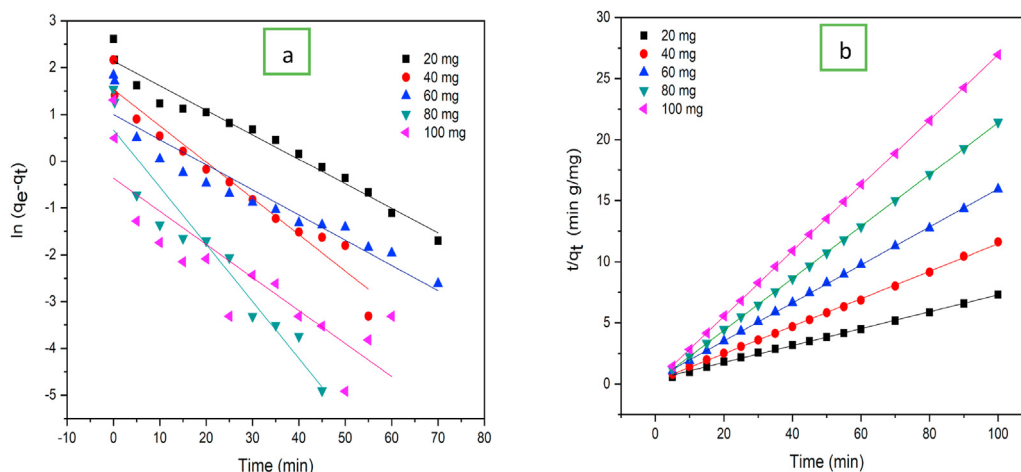 a
20 mg
40 mg
60 mg
80 mg
100 mg
3
2
1
0
-1
-2
-3
-4
-5
ln (qe-qt)
-10 0 10 20 30 40 50 60 70 80
Time (min)
b
20 mg
40 mg
60 mg
80 mg
100 mg
30
25
20
15
10
5
0
t/qt (min g/mg)
0 20 40 60 80 100
Time (min)